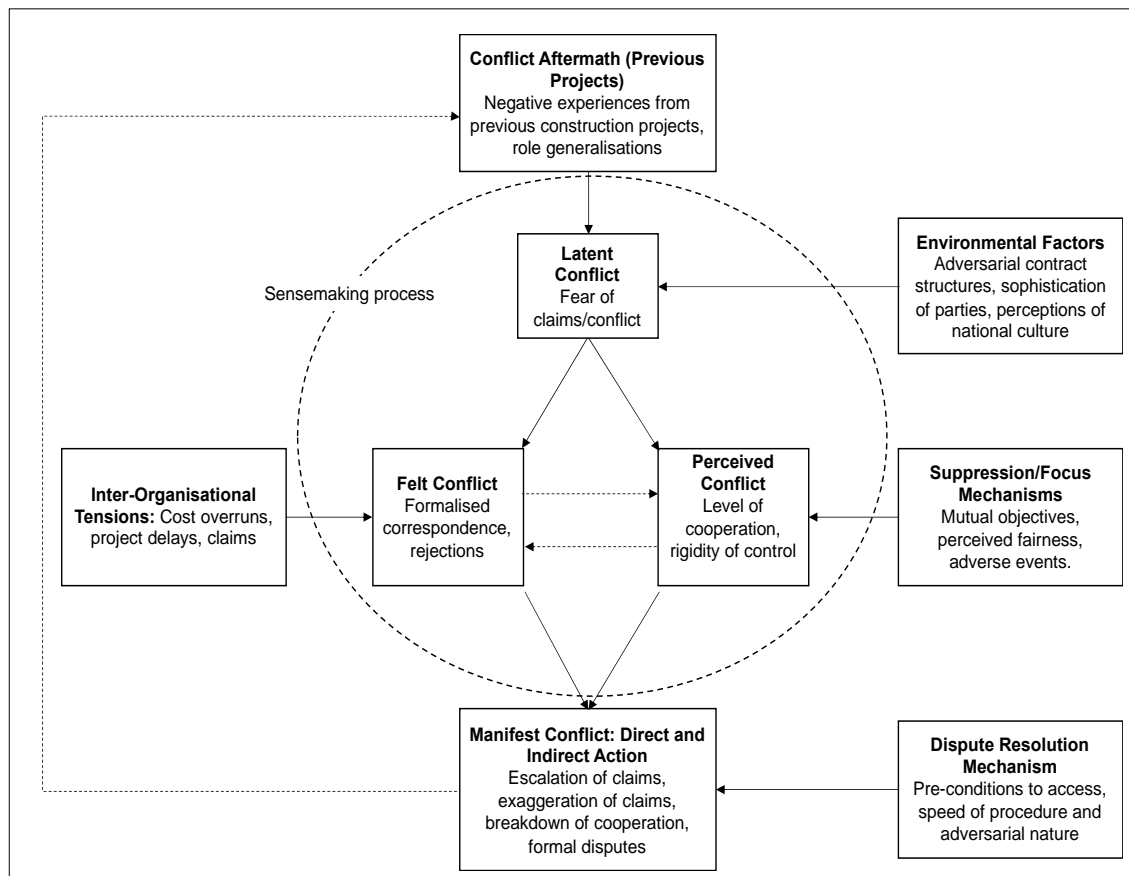 Conflict Aftermath (Previous
Projects)
Negative experiences from
previous construction projects,
role generalisations
Latent
Conflict
Fear of
claims/conflict
Environmental Factors
Adversarial contract
structures, sophistication
of parties, perceptions of
national culture
Sensemaking process
Inter-Organisational
Tensions: Cost overruns,
project delays, claims
Felt Conflict
Formalised
correspondence,
rejections
Perceived
Conflict
Level of
cooperation,
rigidity of control
Suppression/Focus
Mechanisms
Mutual objectives,
perceived fairness,
adverse events.
Manifest Conflict: Direct and
Indirect Action
Escalation of claims,
exaggeration of claims,
breakdown of cooperation,
formal disputes
Dispute Resolution
Mechanism
Pre-conditions to access,
speed of procedure and
adversarial nature